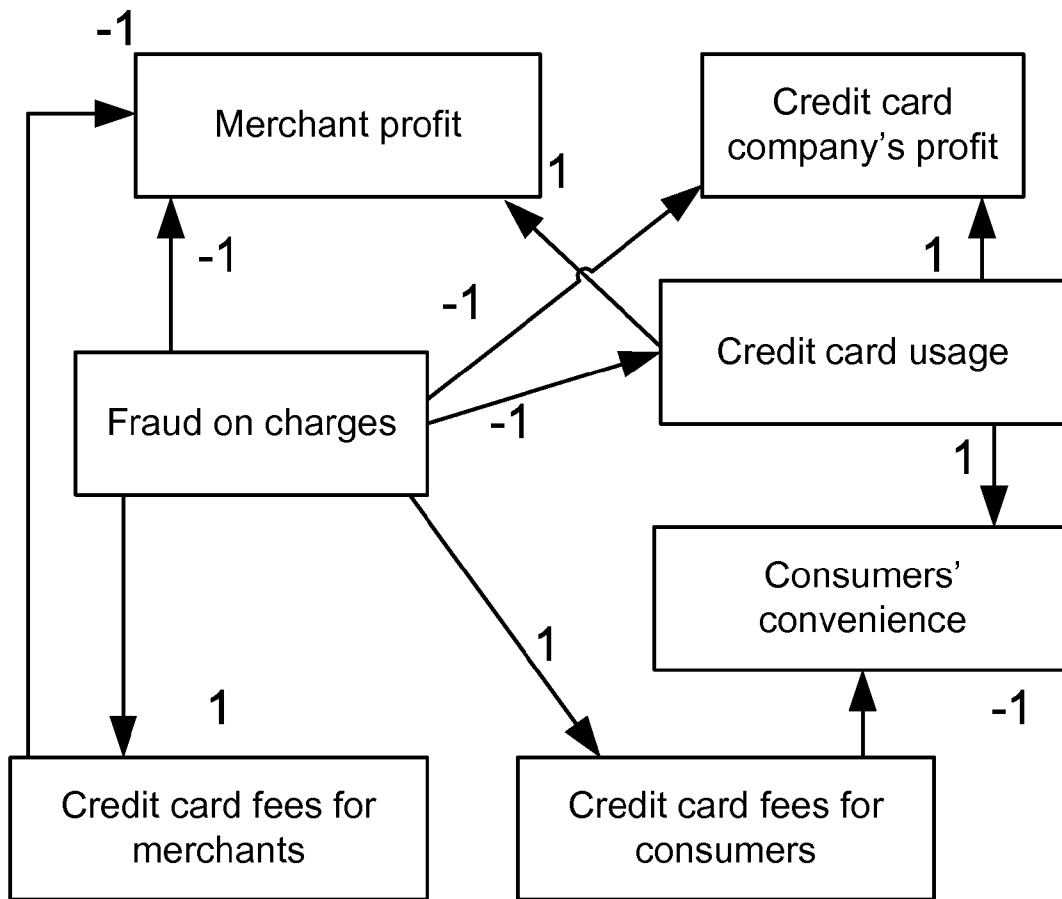 -1
Merchant profit
Credit card
company’s profit
1
-1
1
-1
Credit card usage
Fraud on charges
-1
1
Consumers’
convenience
1
1
-1
Credit card fees for
merchants
Credit card fees for
consumers